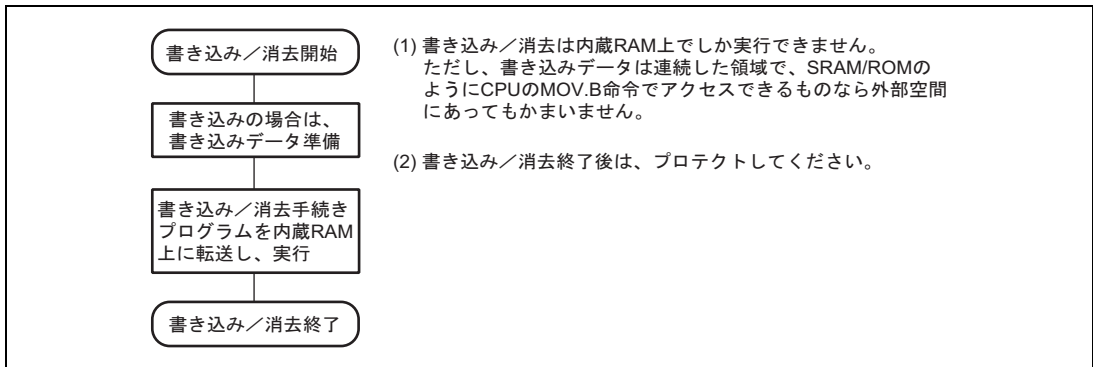 書き込み／消去開始
書き込みの場合は、
書き込みデータ準備
書き込み／消去手続き
プログラムを内蔵RAM
上に転送し、実行
書き込み／消去終了
(1) 書き込み／消去は内蔵RAM上でしか実行できません。
ただし、書き込みデータは連続した領域で、SRAM/ROMの
ようにCPUのMOV.B命令でアクセスできるものなら外部空間
にあってもかまいません。
(2) 書き込み／消去終了後は、プロテクトしてください。